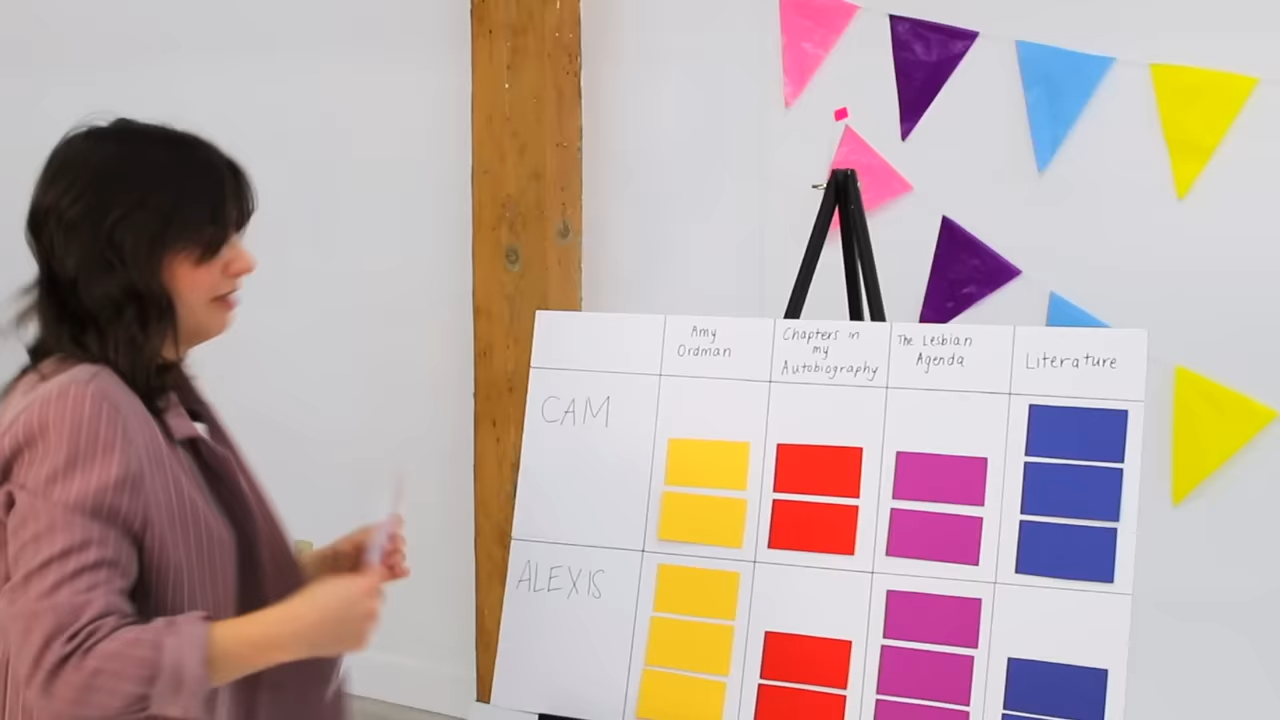 Amy
Ordman
Chapters in
my
Autobiography
The Lesbian
Agenda
Literature
CAM
ALEXIS